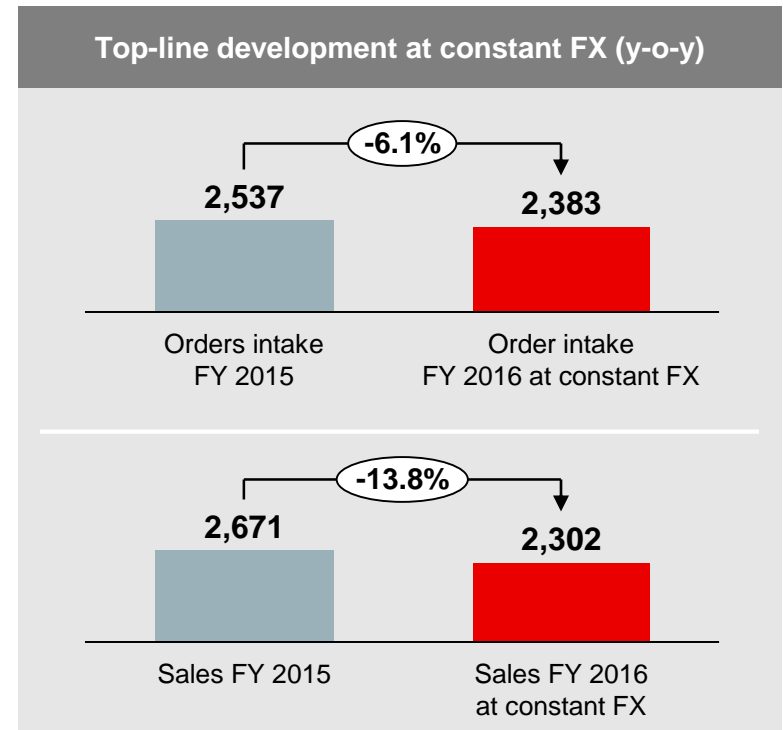 Top-line development at constant FX (y-o-y)
-6.1%
2,537
2,383
Orders intake
FY 2015
Order intake
FY 2016 at constant FX
-13.8%
2,671
2,302
Sales FY 2015
Sales FY 2016
at constant FX